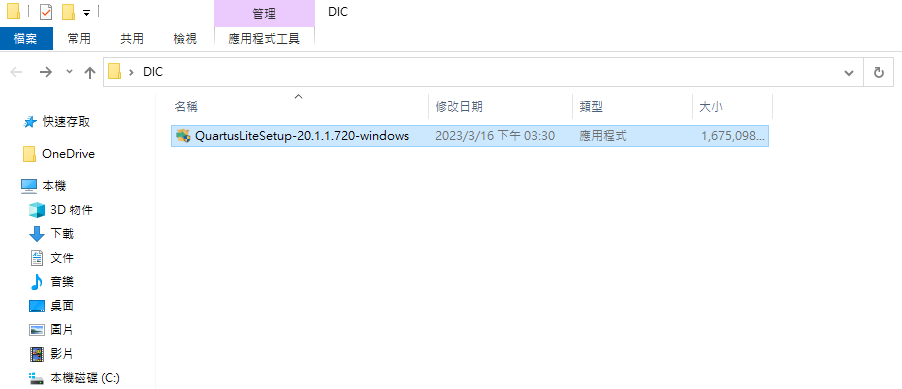 管理
DIC
檔案
常用
共用
檢視
應用程式工具
DIC
名稱
修改日期
類型
大小
QuartusLiteSetup-20.1.1.720-windows
2023/3/16 下午 03:30
應用程式
1,675,098...
快速存取
OneDrive
本機
3D 物件
下載
文件
音樂
桌面
圖片
影片
本機磁碟 (C:)